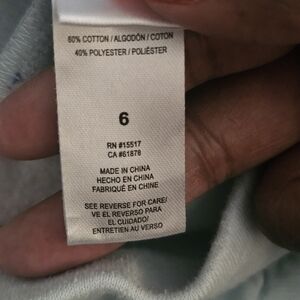 60% COTTON / ALGODÓN / COTON
40% POLYESTER / POLIÉSTER
6
RN #15517
CA #61878
MADE IN CHINA
HECHO EN CHINA
FABRIQUÉ EN CHINE
SEE REVERSE FOR CARE/
VE EL REVERSO PARA
EL CUIDADO/
ENTRETIEN AU VERSO